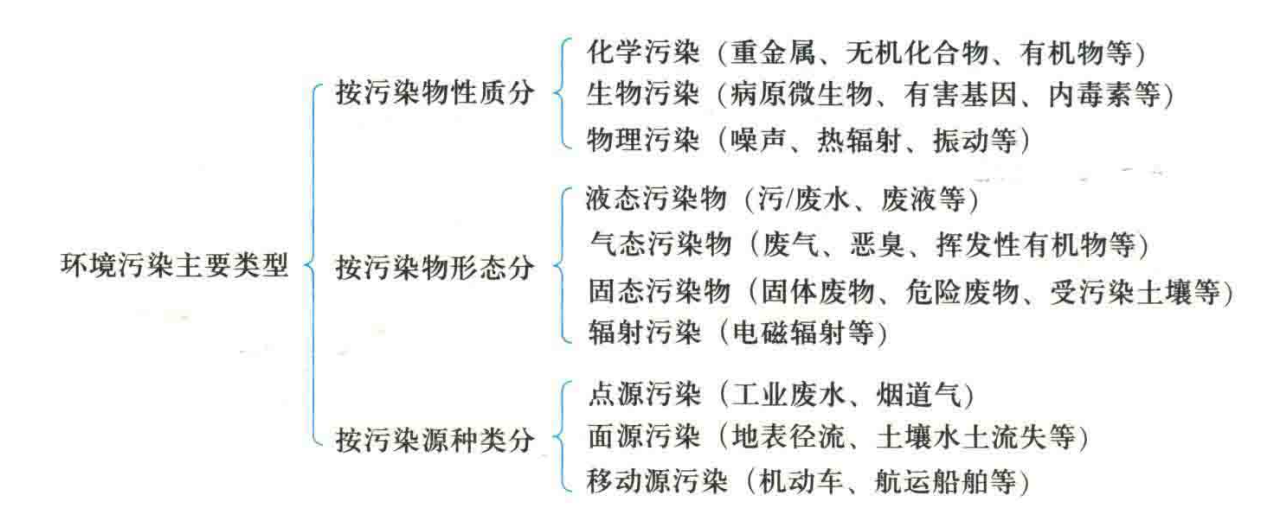 环境污染主要类型
按污染物性质分
化学污染（重金属、无机化合物、有机物等）
生物污染（病原微生物、有害基因、内毒素等）
物理污染（噪声、热辐射、振动等）
按污染物形态分
液态污染物（污/废水、废液等）
气态污染物（废气、恶臭、挥发性有机物等）
固态污染物（固体废物、危险废物、受污染土壤等）
辐射污染（电磁辐射等）
按污染源种类分
点源污染（工业废水、烟道气）
面源污染（地表径流、土壤水土流失等）
移动源污染（机动车、航运船舶等）